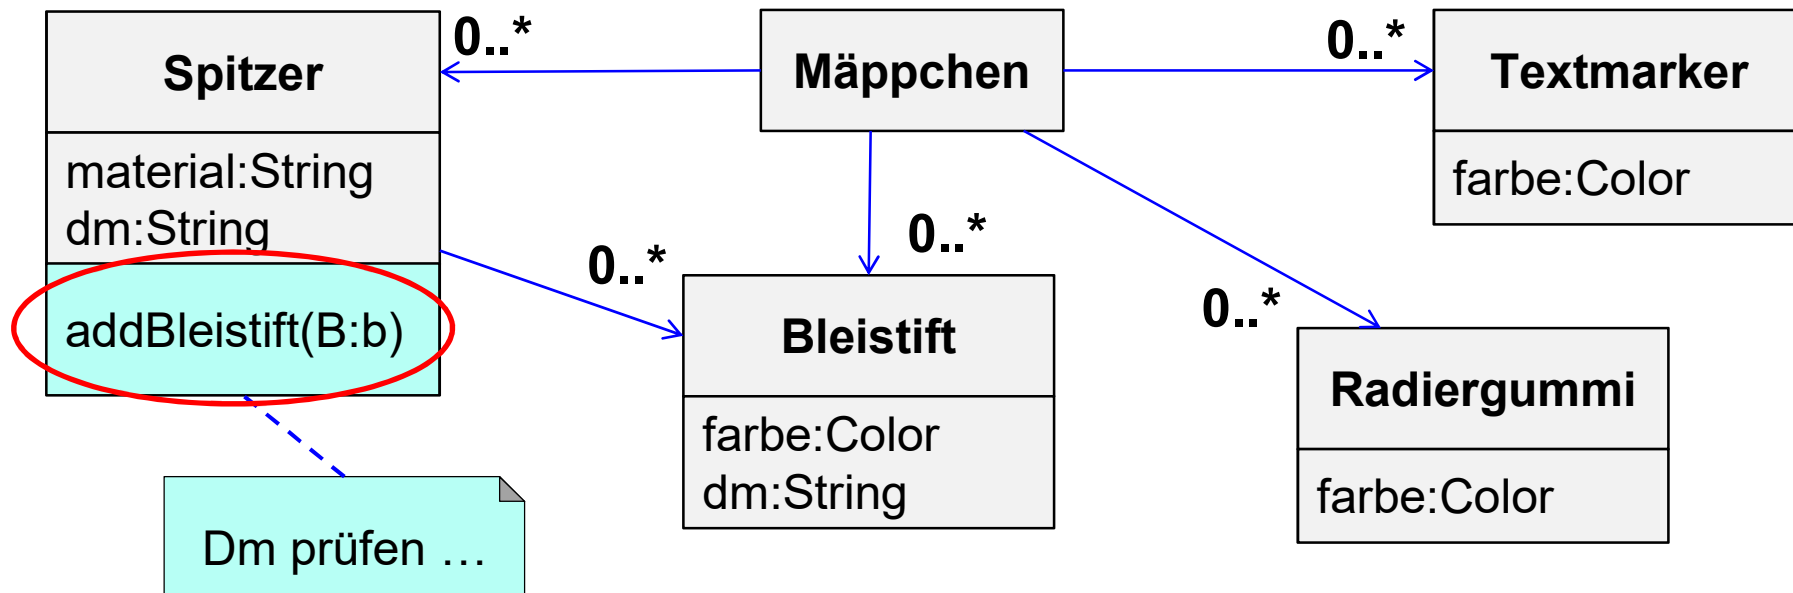 Spitzer
material:String
dm:String
addBleistift(B:b)
Dm prüfen …
0..*
Mäppchen
0..*
Textmarker
farbe:Color
0..*
0..*
Bleistift
farbe:Color
dm:String
0..*
Radiergummi
farbe:Color